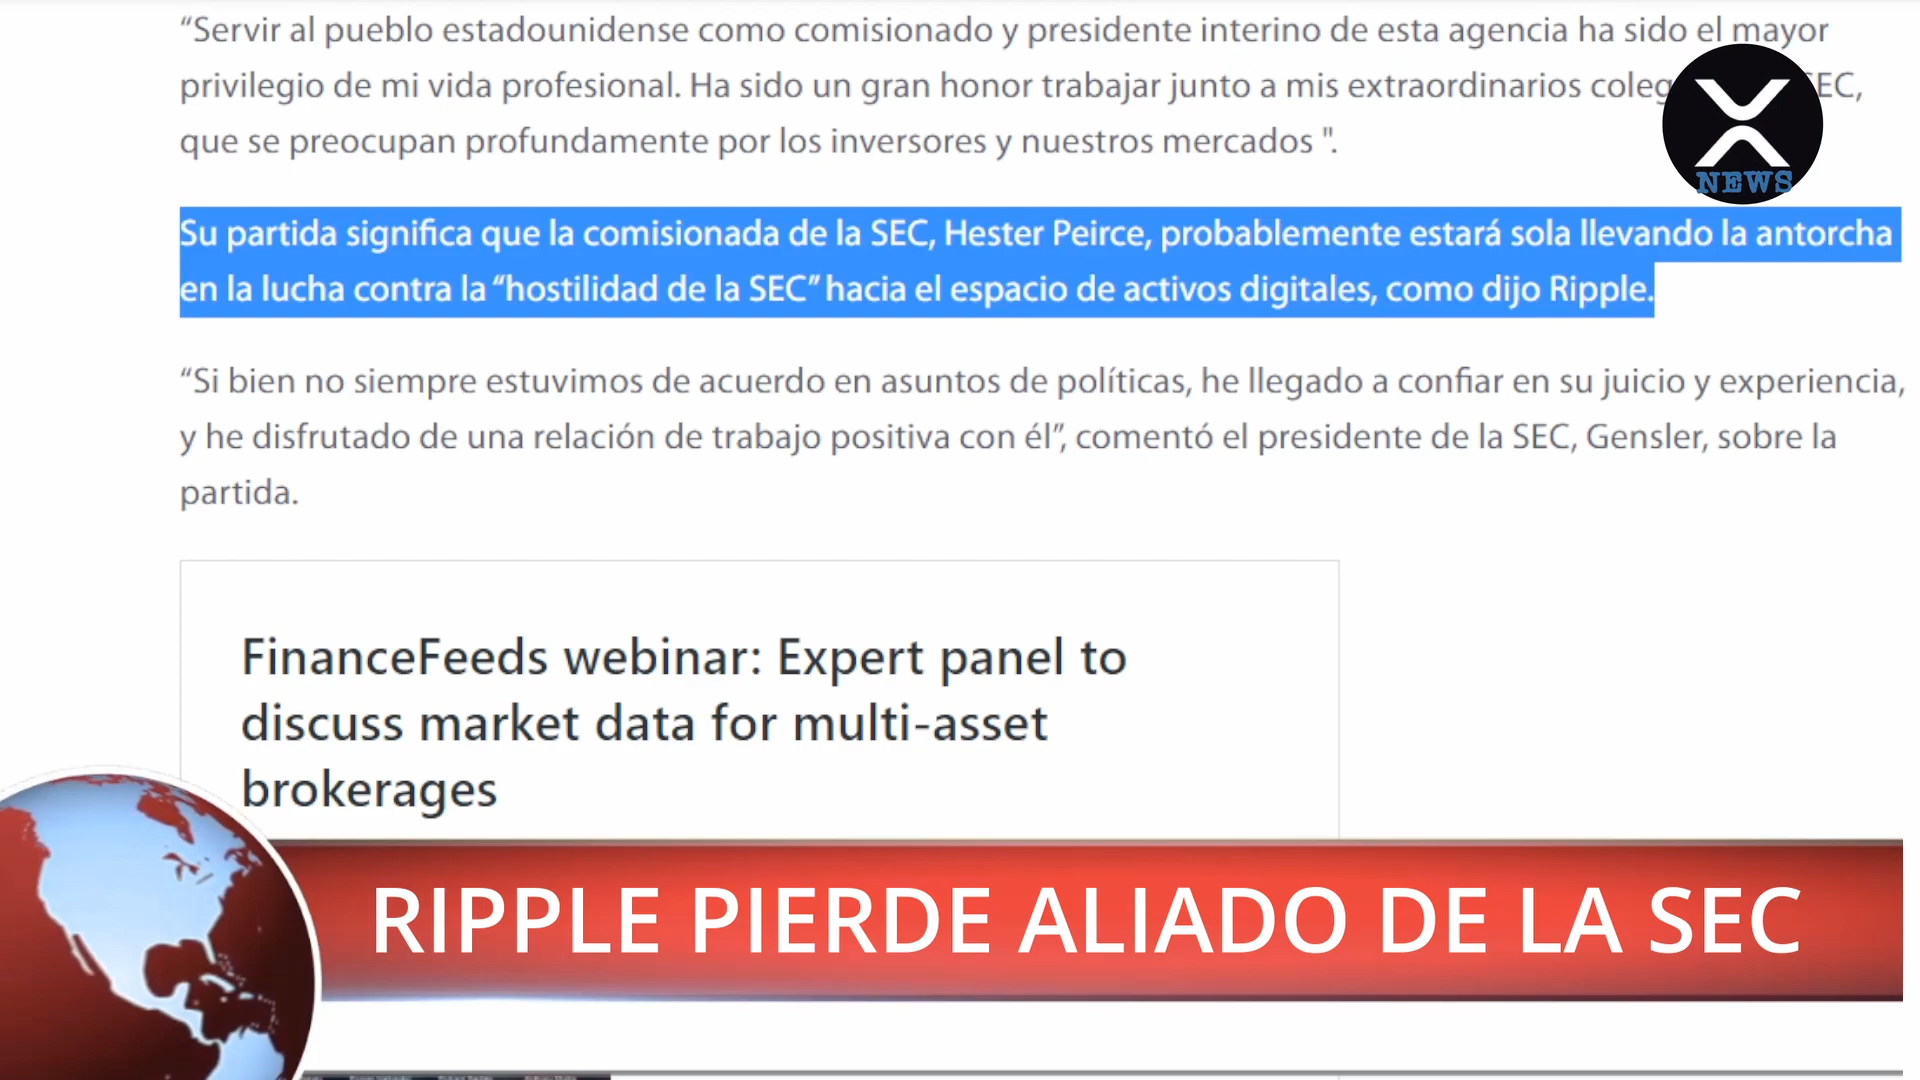 “Servir al pueblo estadounidense como comisionado y presidente interino de esta agencia ha sido el mayor
privilegio de mi vida profesional. Ha sido un gran honor trabajar junto a mis extraordinarios coleg SEC,
que se preocupan profundamente por los inversores y nuestros mercados ".
NEWS
Su partida significa que la comisionada de la SEC, Hester Peirce, probablemente estará sola llevando la antorcha
en la lucha contra la “hostilidad de la SEC” hacia el espacio de activos digitales, como dijo Ripple.
“Si bien no siempre estuvimos de acuerdo en asuntos de políticas, he llegado a confiar en su juicio y experiencia,
y he disfrutado de una relación de trabajo positiva con él”, comentó el presidente de la SEC, Gensler, sobre la
partida.
FinanceFeeds webinar: Expert panel to
discuss market data for multi-asset
brokerages
RIPPLE PIERDE ALIADO DE LA SEC